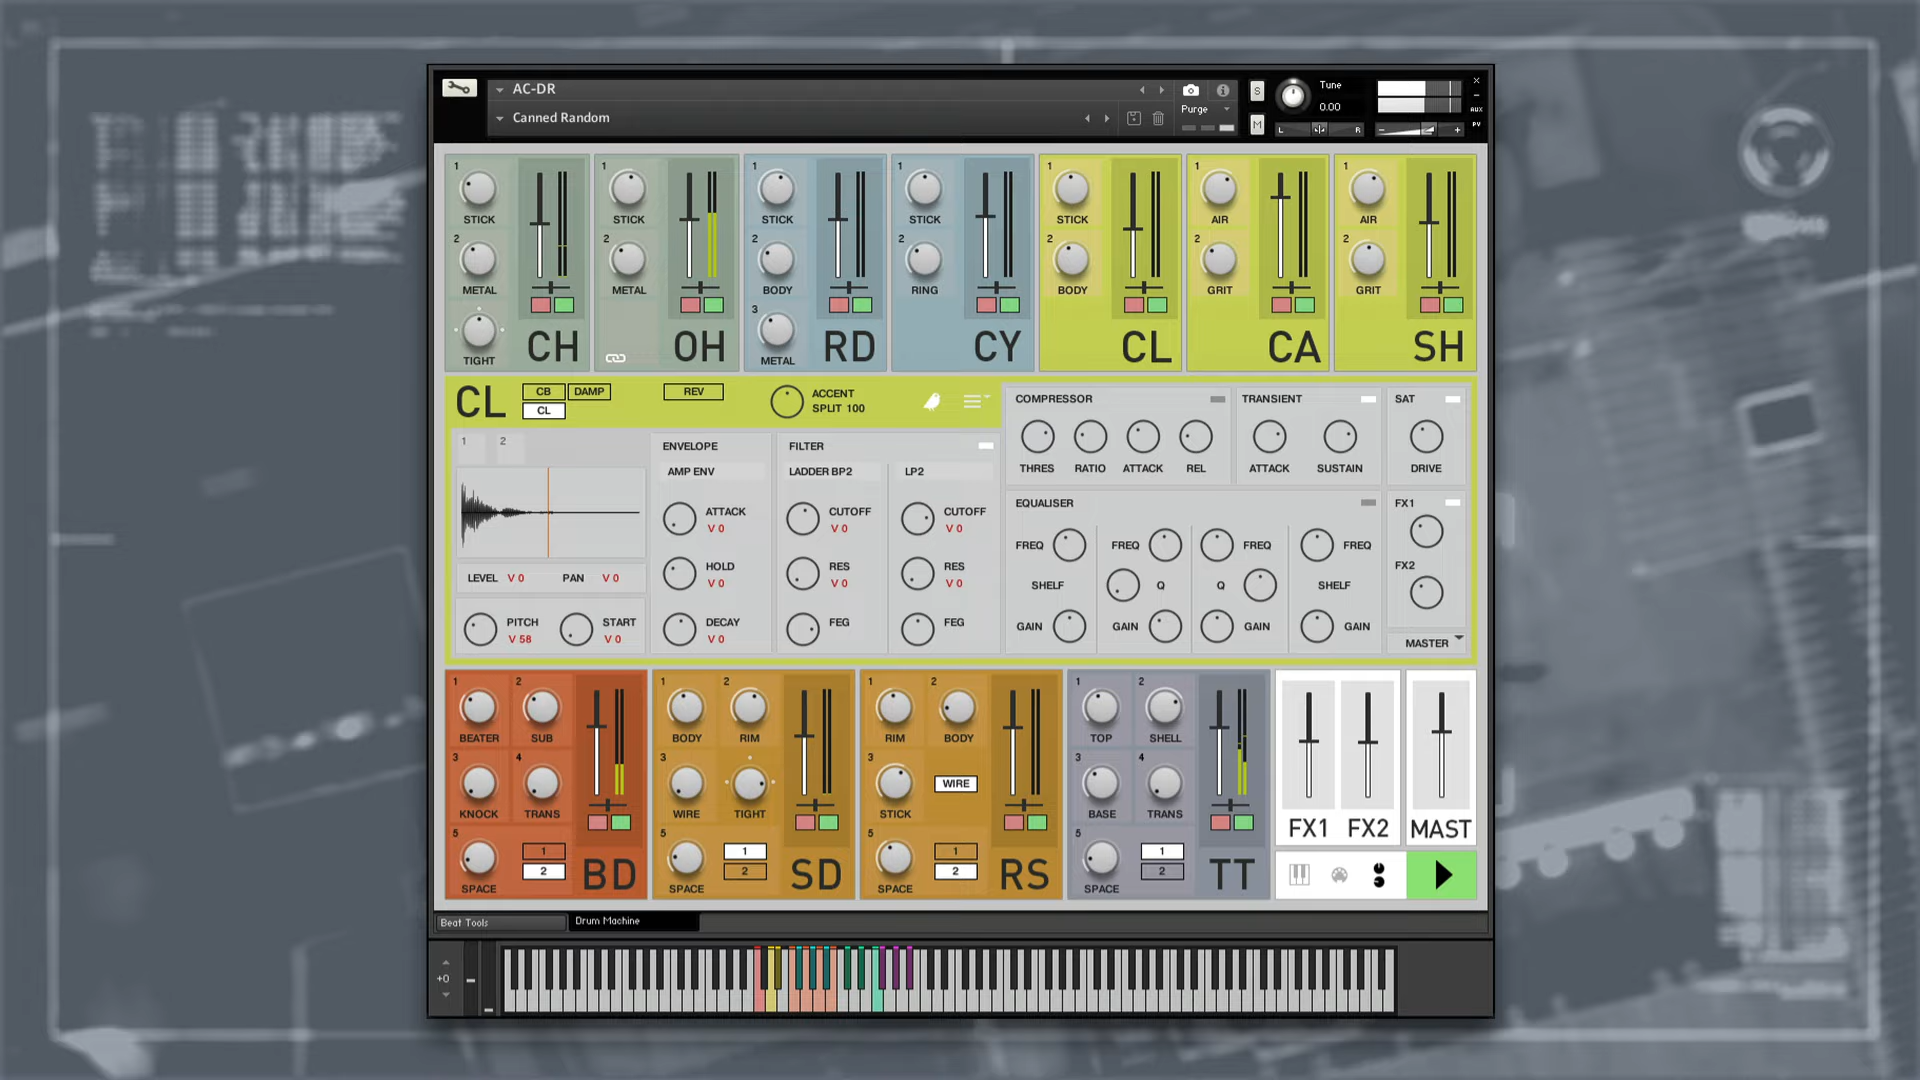 AC-DR
Canned Random
Purge
S
M
Tune
0.00
L R
- +
×
-
AUX
PV
1 STICK
2 METAL
TIGHT
CH
1 STICK
2 METAL
OH
1 STICK
2 BODY
3 METAL
RD
1 STICK
2 RING
CY
1 STICK
2 BODY
CL
1 AIR
2 GRIT
CA
1 AIR
2 GRIT
SH
CL
CB DAMP
CL
REV
ACCENT
SPLIT 100
1 2
LEVEL V 0 PAN V 0
PITCH
V 58
START
V 0
ENVELOPE
AMP ENV
ATTACK
V 0
HOLD
V 0
DECAY
V 0
FILTER
LADDER BP2
CUTOFF
V 0
RES
V 0
FEG
LP2
CUTOFF
V 0
RES
V 0
FEG
COMPRESSOR
THRES RATIO ATTACK REL
TRANSIENT
ATTACK SUSTAIN
SAT
DRIVE
EQUALISER
FREQ FREQ FREQ FREQ
SHELF Q Q SHELF
GAIN GAIN GAIN GAIN
FX1
FX2
MASTER
1 BEATER
2 SUB
3 KNOCK
4 TRANS
5 SPACE
1
2
BD
1 BODY
2 RIM
3 WIRE
TIGHT
5 SPACE
1
2
SD
1 RIM
2 BODY
3 STICK
WIRE
5 SPACE
1
2
RS
1 TOP
2 SHELL
3 BASE
4 TRANS
5 SPACE
1
2
TT
FX1 FX2 MAST
Beat Tools Drum Machine
+0